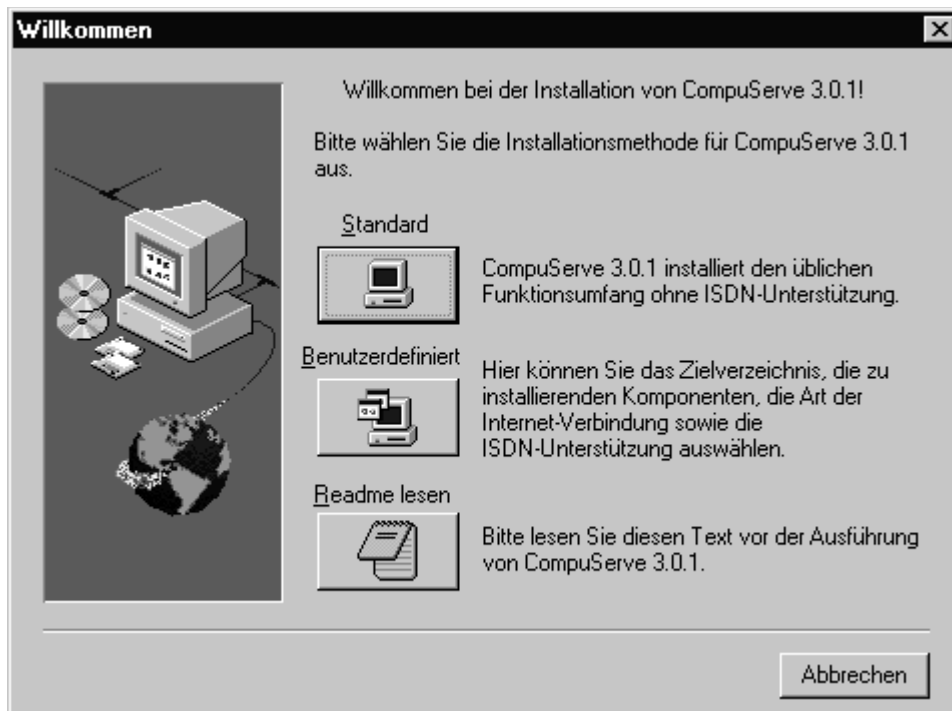 Willkommen
Willkommen bei der Installation von CompuServe 3.0.1!
Bitte wählen Sie die Installationsmethode für CompuServe 3.0.1
aus.
Standard
CompuServe 3.0.1 installiert den üblichen
Funktionsumfang ohne ISDN-Unterstützung.
Benutzerdefiniert
Hier können Sie das Zielverzeichnis, die zu
installierenden Komponenten, die Art der
Internet-Verbindung sowie die
ISDN-Unterstützung auswählen.
Readme lesen
Bitte lesen Sie diesen Text vor der Ausführung
von CompuServe 3.0.1.
Abbrechen